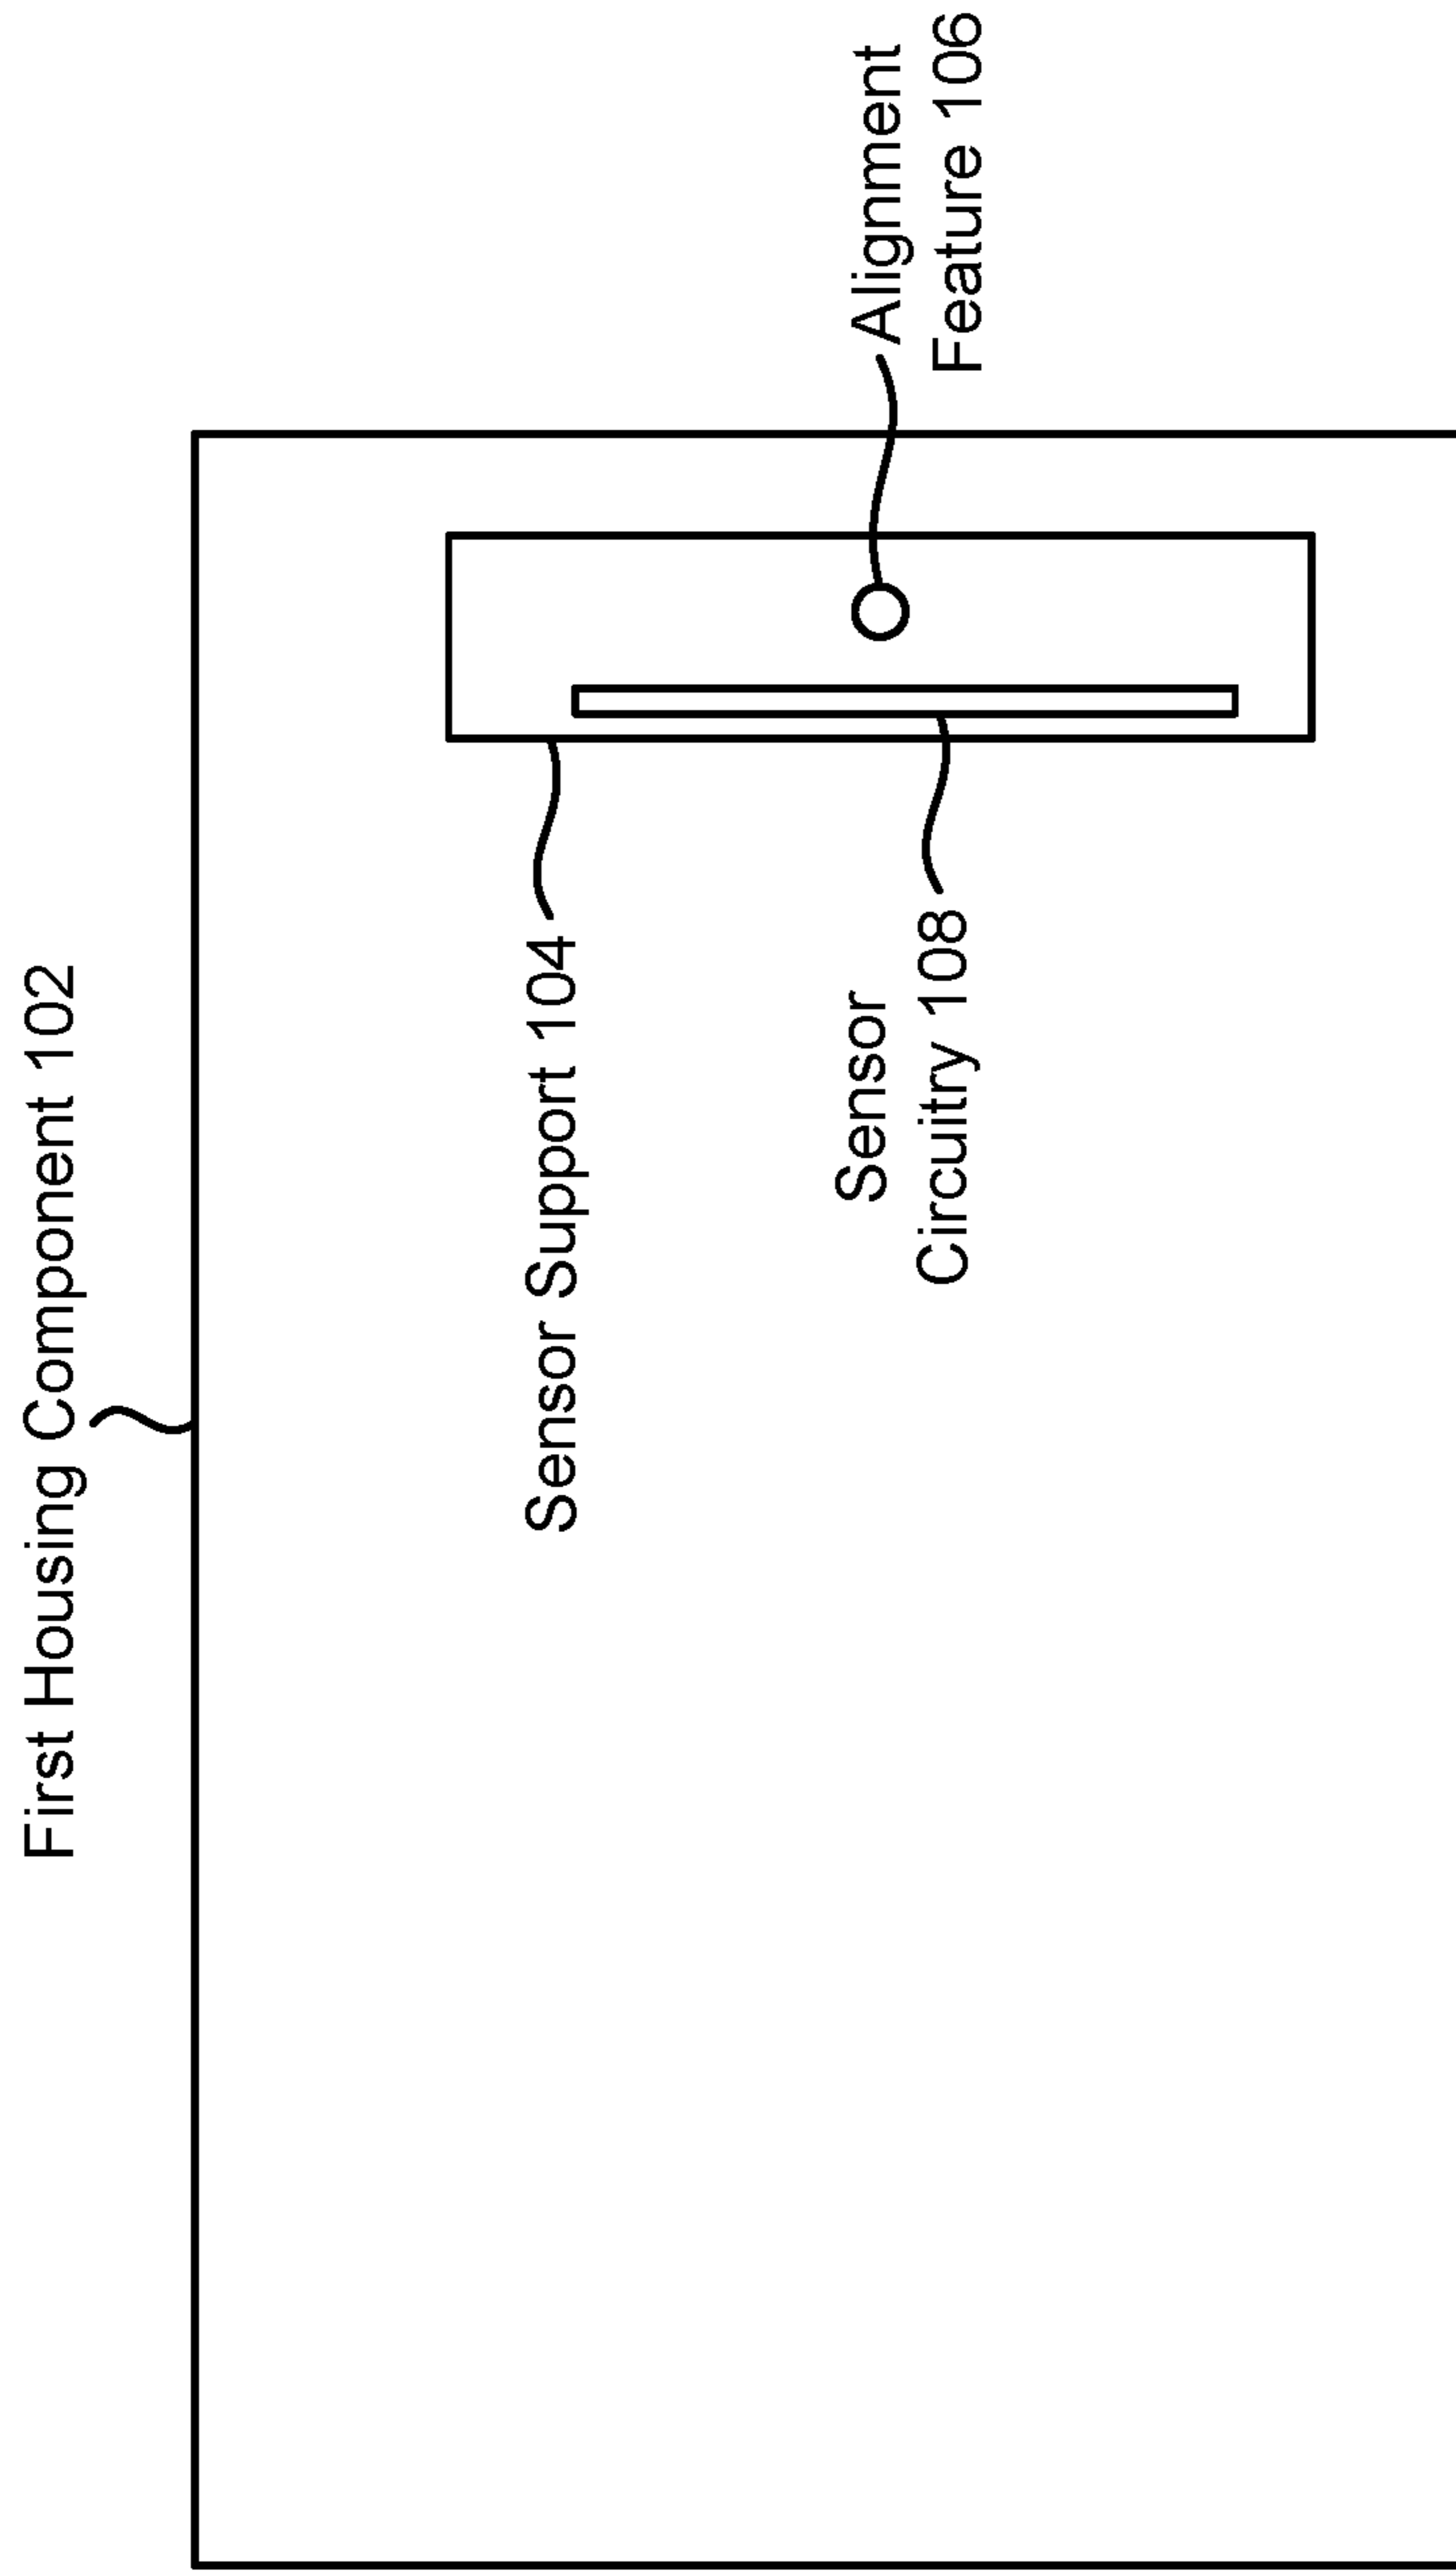 First Housing Component 102
Alignment
Feature 106
Sensor Support 104
Sensor
Circuitry 108